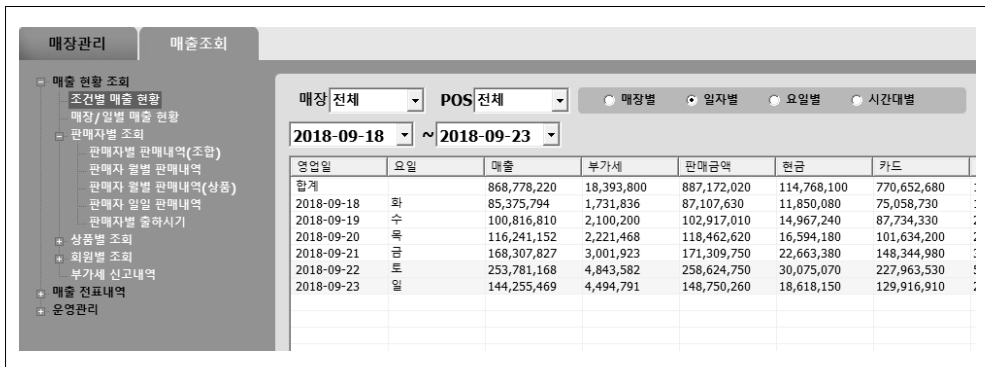 매장관리 매출조회
매출 현황 조회
조건별 매출 현황
매장/일별 매출 현황
판매자별 조회
판매자별 판매내역(조합)
판매자 월별 판매내역
판매자 월별 판매내역(상품)
판매자 일일 판매내역
판매자별 출하시기
상품별 조회
회원별 조회
부가세 신고내역
매출 전표내역
운영관리
매장 전체 POS 전체 매장별 일자별 요일별 시간대별
2018-09-18 ~ 2018-09-23
영업일 요일 매출 부가세 판매금액 현금 카드
합계 868,778,220 18,393,800 887,172,020 114,768,100 770,652,680
2018-09-18 화 85,375,794 1,731,836 87,107,630 11,850,080 75,058,730
2018-09-19 수 100,816,810 2,100,200 102,917,010 14,967,240 87,734,330
2018-09-20 목 116,241,152 2,221,468 118,462,620 16,594,180 101,634,200
2018-09-21 금 168,307,827 3,001,923 171,309,750 22,663,380 148,344,980
2018-09-22 토 253,781,168 4,843,582 258,624,750 30,075,070 227,963,530
2018-09-23 일 144,255,469 4,494,791 148,750,260 18,618,150 129,916,910